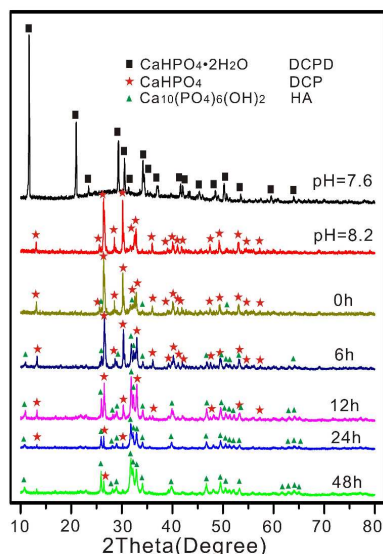 ■ CaHPO4•2H2O DCPD
★ CaHPO4 DCP
▲ Ca10(PO4)6(OH)2 HA
pH=7.6
pH=8.2
0h
6h
12h
24h
48h
10 20 30 40 50 60 70 80
2Theta(Degree)